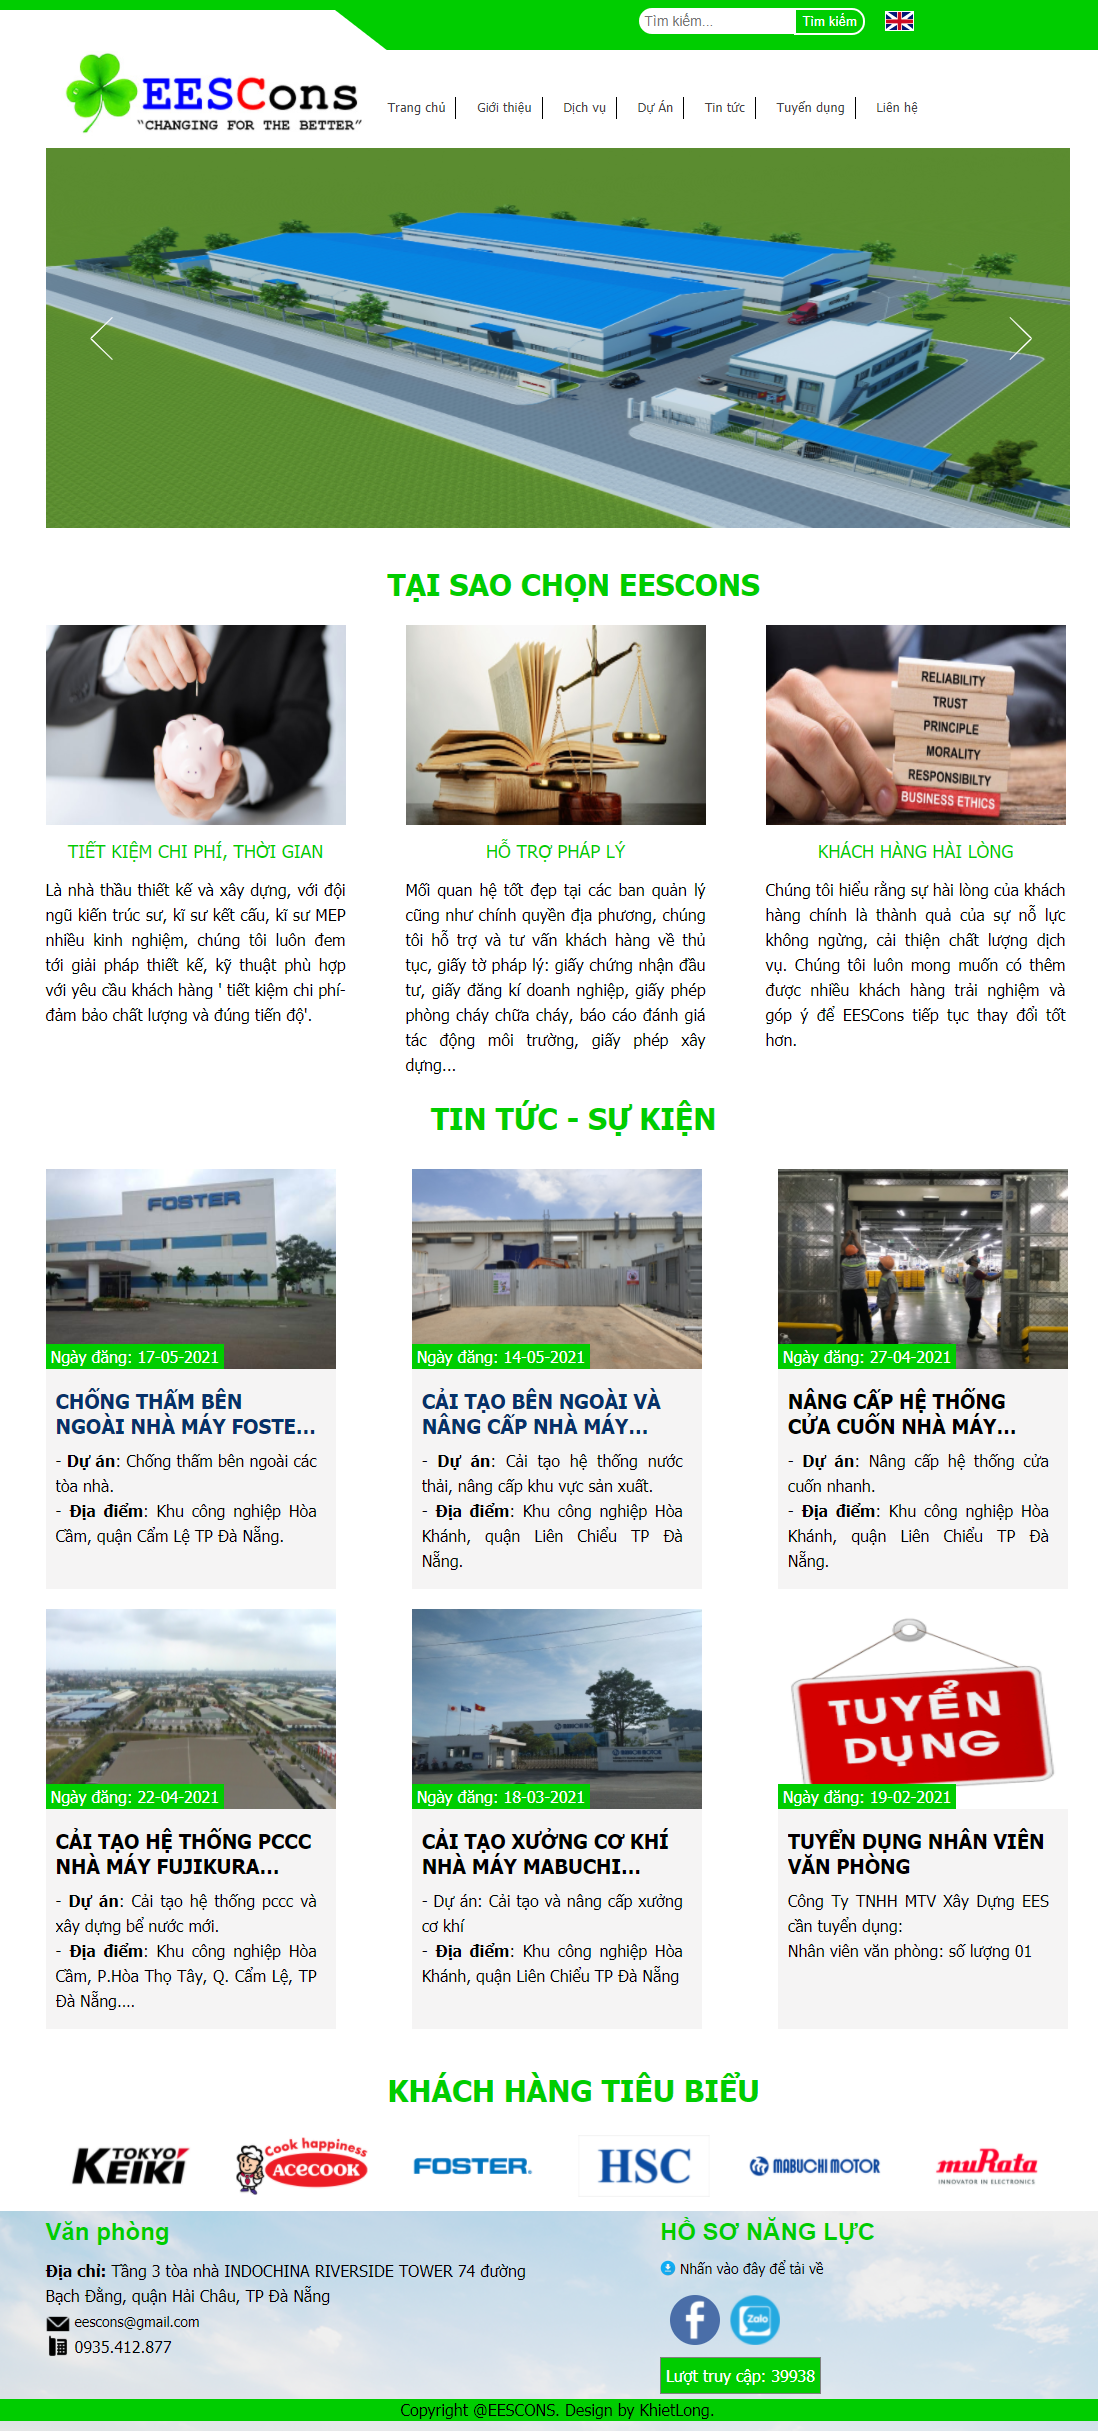 Tìm kiếm...
Tìm kiếm
EESCons
"CHANGING FOR THE BETTER"
Trang chủ
Giới thiệu
Dịch vụ
Dự Án
Tin tức
Tuyển dụng
Liên hệ
TẠI SAO CHỌN EESCONS
RELIABILITY
TRUST
PRINCIPLE
MORALITY
RESPONSIBILTY
BUSINESS ETHICS
TIẾT KIỆM CHI PHÍ, THỜI GIAN
Là nhà thầu thiết kế và xây dựng, với đội
ngũ kiến trúc sư, kĩ sư kết cấu, kĩ sư MEP
nhiều kinh nghiệm, chúng tôi luôn đem
tới giải pháp thiết kế, kỹ thuật phù hợp
với yêu cầu khách hàng ' tiết kiệm chi phí-
đảm bảo chất lượng và đúng tiến độ'.
HỖ TRỢ PHÁP LÝ
Mối quan hệ tốt đẹp tại các ban quản lý
cũng như chính quyền địa phương, chúng
tôi hỗ trợ và tư vấn khách hàng về thủ
tục, giấy tờ pháp lý: giấy chứng nhận đầu
tư, giấy đăng kí doanh nghiệp, giấy phép
phòng cháy chữa cháy, báo cáo đánh giá
tác động môi trường, giấy phép xây
dựng...
KHÁCH HÀNG HÀI LÒNG
Chúng tôi hiểu rằng sự hài lòng của khách
hàng chính là thành quả của sự nỗ lực
không ngừng, cải thiện chất lượng dịch
vụ. Chúng tôi luôn mong muốn có thêm
được nhiều khách hàng trải nghiệm và
góp ý để EESCons tiếp tục thay đổi tốt
hơn.
TIN TỨC - SỰ KIỆN
FOSTER
Ngày đăng: 17-05-2021
CHỐNG THẤM BÊN
NGOÀI NHÀ MÁY FOSTE...
- Dự án: Chống thấm bên ngoài các
tòa nhà.
- Địa điểm: Khu công nghiệp Hòa
Cầm, quận Cẩm Lệ TP Đà Nẵng.
Ngày đăng: 14-05-2021
CẢI TẠO BÊN NGOÀI VÀ
NÂNG CẤP NHÀ MÁY...
- Dự án: Cải tạo hệ thống nước
thải, nâng cấp khu vực sản xuất.
- Địa điểm: Khu công nghiệp Hòa
Khánh, quận Liên Chiểu TP Đà
Nẵng.
Ngày đăng: 27-04-2021
NÂNG CẤP HỆ THỐNG
CỬA CUỐN NHÀ MÁY...
- Dự án: Nâng cấp hệ thống cửa
cuốn nhanh.
- Địa điểm: Khu công nghiệp Hòa
Khánh, quận Liên Chiểu TP Đà
Nẵng.
Ngày đăng: 22-04-2021
CẢI TẠO HỆ THỐNG PCCC
NHÀ MÁY FUJIKURA...
- Dự án: Cải tạo hệ thống pccc và
xây dựng bể nước mới.
- Địa điểm: Khu công nghiệp Hòa
Cầm, P.Hòa Thọ Tây, Q. Cẩm Lệ, TP
Đà Nẵng....
MABUCHI MOTOR
Ngày đăng: 18-03-2021
CẢI TẠO XƯỞNG CƠ KHÍ
NHÀ MÁY MABUCHI...
- Dự án: Cải tạo và nâng cấp xưởng
cơ khí
- Địa điểm: Khu công nghiệp Hòa
Khánh, quận Liên Chiểu TP Đà Nẵng
TUYỂN
DỤNG
Ngày đăng: 19-02-2021
TUYỂN DỤNG NHÂN VIÊN
VĂN PHÒNG
Công Ty TNHH MTV Xây Dựng EES
cần tuyển dụng:
Nhân viên văn phòng: số lượng 01
KHÁCH HÀNG TIÊU BIỂU
TOKYO
KEIKI
Cook happiness
ACECOOK
FOSTER
HSC
MABUCHI MOTOR
muRata
INNOVATOR IN ELECTRONICS
Văn phòng
Địa chỉ: Tầng 3 tòa nhà INDOCHINA RIVERSIDE TOWER 74 đường
Bạch Đằng, quận Hải Châu, TP Đà Nẵng
eescons@gmail.com
0935.412.877
HỒ SƠ NĂNG LỰC
Nhấn vào đây để tải về
Zalo
Lượt truy cập: 39938
Copyright @EESCONS. Design by KhietLong.